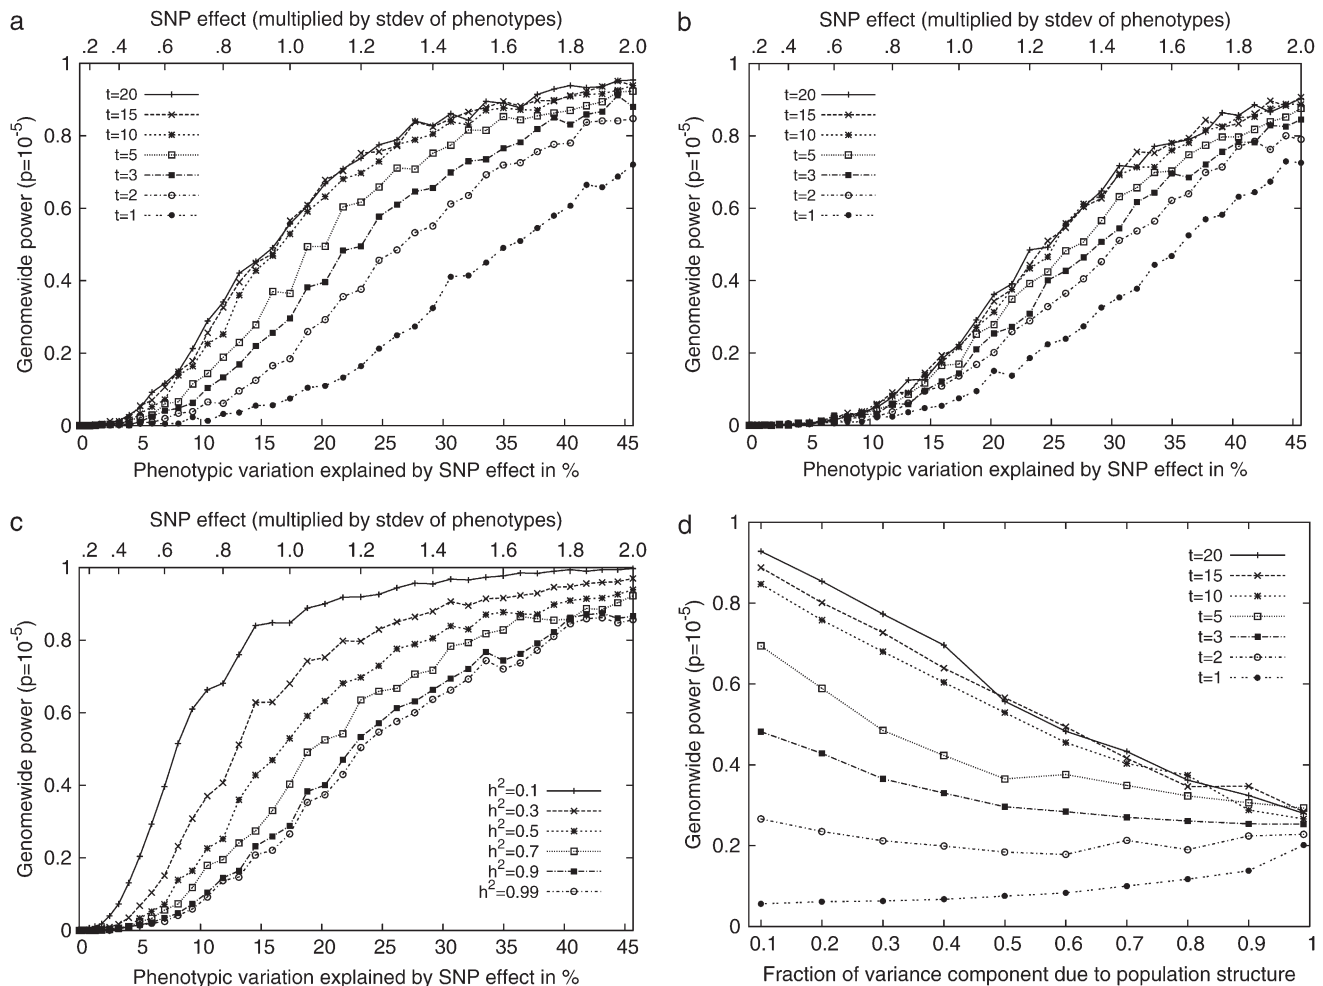 a
SNP effect (multiplied by stdev of phenotypes)
.2 .4 .6 .8 1.0 1.2 1.4 1.6 1.8 2.0
Genomewide power (p=10^-5)
1
0.8
0.6
0.4
0.2
0
t=20
t=15
t=10
t=5
t=3
t=2
t=1
0 5 10 15 20 25 30 35 40 45
Phenotypic variation explained by SNP effect in %
b
SNP effect (multiplied by stdev of phenotypes)
.2 .4 .6 .8 1.0 1.2 1.4 1.6 1.8 2.0
Genomewide power (p=10^-5)
1
0.8
0.6
0.4
0.2
0
t=20
t=15
t=10
t=5
t=3
t=2
t=1
0 5 10 15 20 25 30 35 40 45
Phenotypic variation explained by SNP effect in %
c
SNP effect (multiplied by stdev of phenotypes)
.2 .4 .6 .8 1.0 1.2 1.4 1.6 1.8 2.0
Genomewide power (p=10^-5)
1
0.8
0.6
0.4
0.2
0
h^2=0.1
h^2=0.3
h^2=0.5
h^2=0.7
h^2=0.9
h^2=0.99
0 5 10 15 20 25 30 35 40 45
Phenotypic variation explained by SNP effect in %
d
Genomewide power (p=10^-5)
1
0.8
0.6
0.4
0.2
0
t=20
t=15
t=10
t=5
t=3
t=2
t=1
0.1 0.2 0.3 0.4 0.5 0.6 0.7 0.8 0.9 1
Fraction of variance component due to population structure